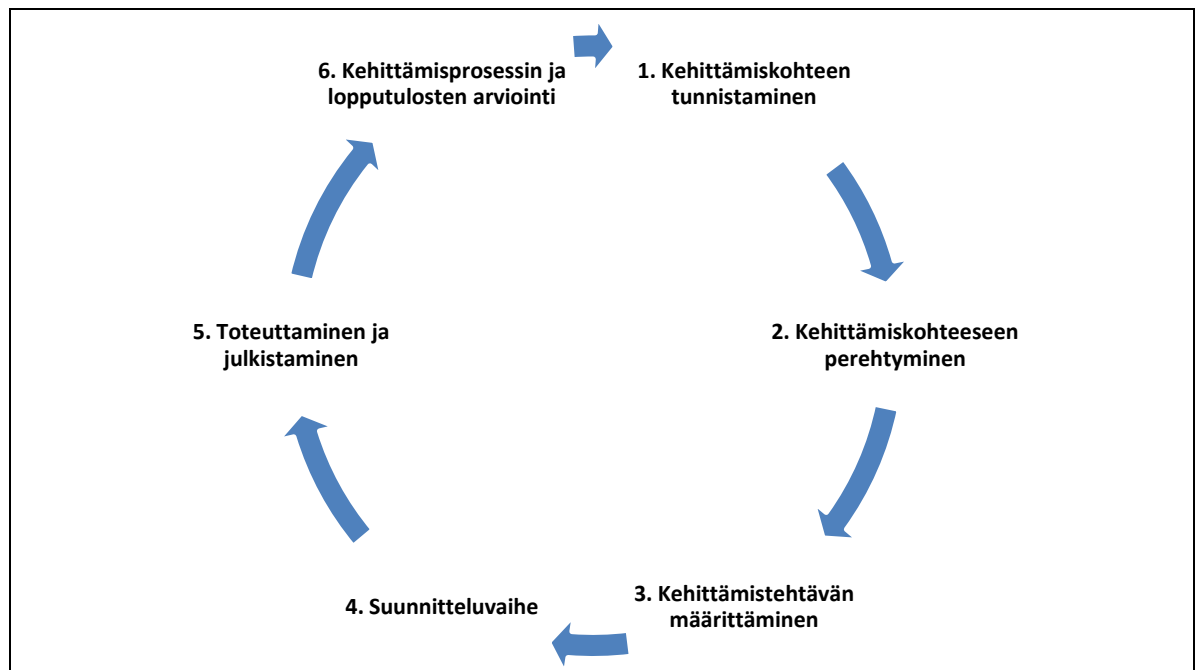 1. Kehittämiskohteen
tunnistaminen
2. Kehittämiskohteeseen
perehtyminen
3. Kehittämistehtävän
määrittäminen
4. Suunnitteluvaihe
5. Toteuttaminen ja
julkistaminen
6. Kehittämisprosessin ja
lopputulosten arviointi